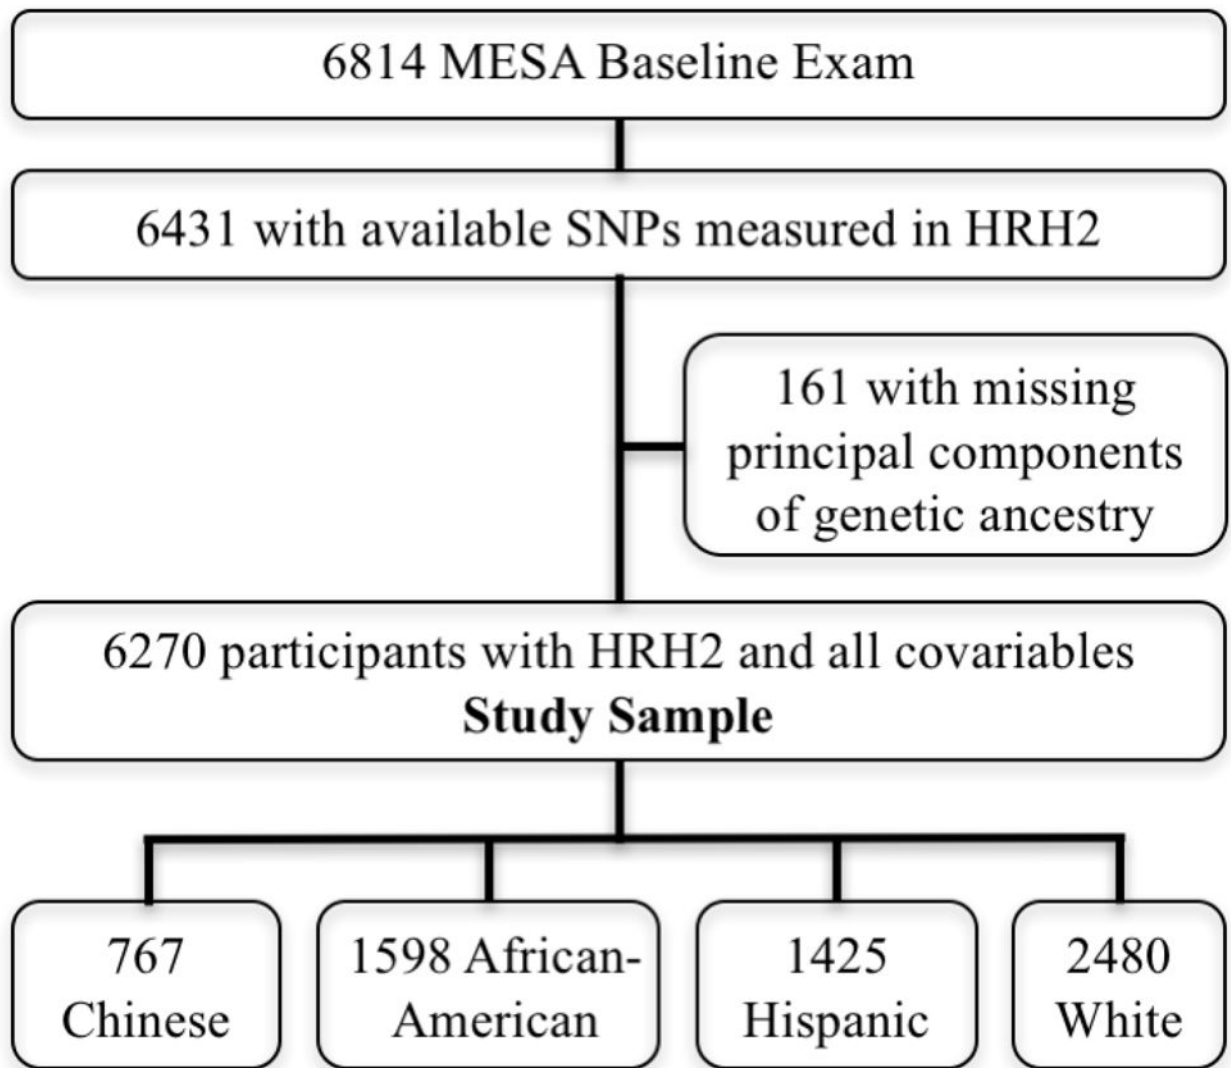 6814 MESA Baseline Exam
6431 with available SNPs measured in HRH2
161 with missing
principal components
of genetic ancestry
6270 participants with HRH2 and all covariables
Study Sample
767
Chinese
1598 African-
American
1425
Hispanic
2480
White